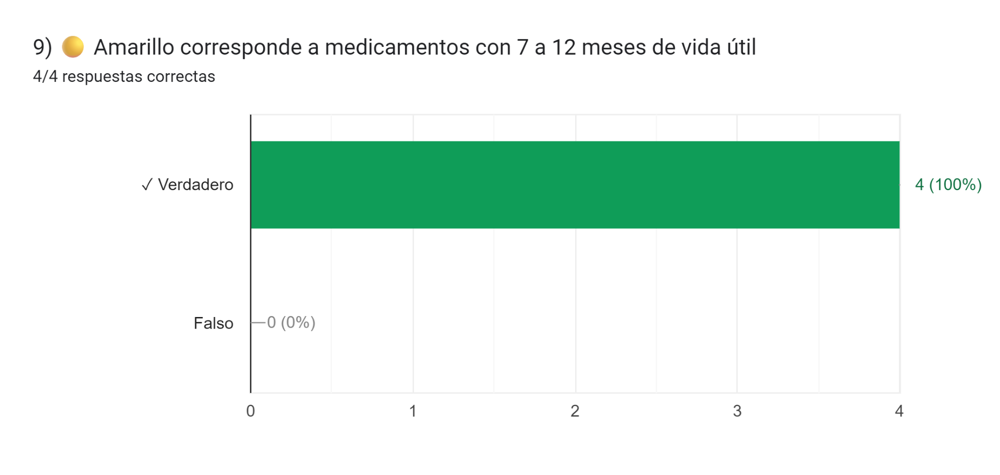 9) 🟡 Amarillo corresponde a medicamentos con 7 a 12 meses de vida útil
4/4 respuestas correctas
✓ Verdadero
4 (100%)
Falso
0 (0%)
0 1 2 3 4